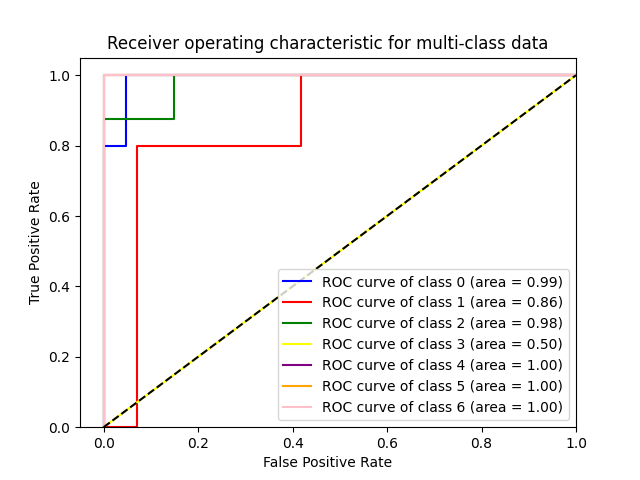 Receiver operating characteristic for multi-class data
True Positive Rate
1.0
0.8
0.6
0.4
0.2
0.0
ROC curve of class 0 (area = 0.99)
ROC curve of class 1 (area = 0.86)
ROC curve of class 2 (area = 0.98)
ROC curve of class 3 (area = 0.50)
ROC curve of class 4 (area = 1.00)
ROC curve of class 5 (area = 1.00)
ROC curve of class 6 (area = 1.00)
0.0 0.2 0.4 0.6 0.8 1.0
False Positive Rate